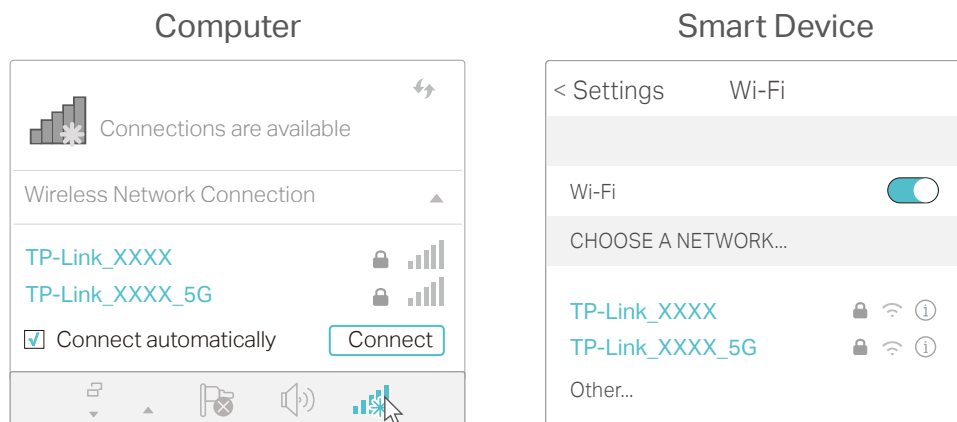 Computer
Connections are available
Wireless Network Connection
TP-Link_XXXX
TP-Link_XXXX_5G
Connect automatically Connect
Smart Device
< Settings Wi-Fi
Wi-Fi
CHOOSE A NETWORK...
TP-Link_XXXX
TP-Link_XXXX_5G
Other...